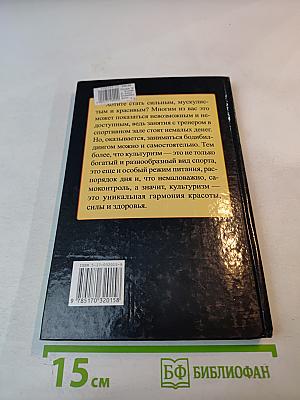 Хотите стать сильным, мускулис-
тым и красивым? Многим из вас это
может показаться невозможным и не-
доступным, ведь занятия с тренером в
спортивном зале стоят немалых денег.
Но, оказывается, заниматься бодибил-
дингом можно и самостоятельно. Тем
более, что культуризм — это не только
богатый и разнообразный вид спорта,
это еще и особый режим питания, рас-
порядок дня и, что немаловажно, са-
моконтроль, а значит, культуризм —
это уникальная гармония красоты,
силы и здоровья.
9 785170 320158
15 см
БФ БИБЛИОФАН